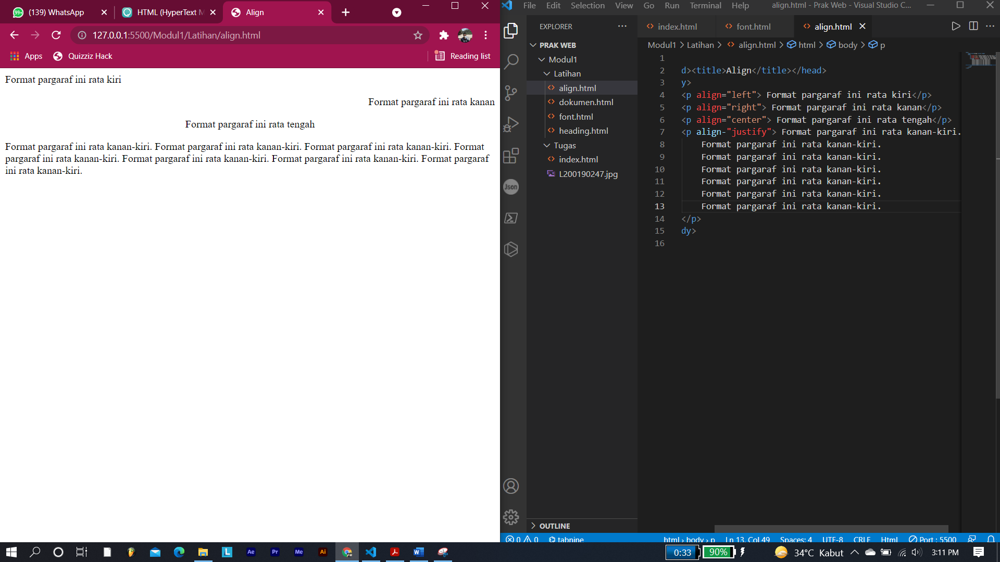 99+ (139) WhatsApp
HTML (HyperText M
Align
127.0.0.1:5500/Modul1/Latihan/align.html
Apps
Quizziz Hack
Reading list
Format pargaraf ini rata kiri
Format pargaraf ini rata kanan
Format pargaraf ini rata tengah
Format pargaraf ini rata kanan-kiri. Format pargaraf ini rata kanan-kiri. Format pargaraf ini rata kanan-kiri. Format
pargaraf ini rata kanan-kiri. Format pargaraf ini rata kanan-kiri. Format pargaraf ini rata kanan-kiri. Format pargaraf
ini rata kanan-kiri.
File Edit Selection View Go Run Terminal Help align.html - Prak Web - Visual Studio C...
EXPLORER ...
PRAK WEB
Modul1
Latihan
align.html
dokumen.html
font.html
heading.html
Tugas
index.html
L200190247.jpg
Json
OUTLINE
index.html
font.html
align.html
Modul1 > Latihan > align.html > html > body > p
1
2 d><title>Align</title></head>
3 y>
4 <p align="left"> Format pargaraf ini rata kiri</p>
5 <p align="right"> Format pargaraf ini rata kanan</p>
6 <p align="center"> Format pargaraf ini rata tengah</p>
7 <p align-"justify"> Format pargaraf ini rata kanan-kiri.
8 Format pargaraf ini rata kanan-kiri.
9 Format pargaraf ini rata kanan-kiri.
10 Format pargaraf ini rata kanan-kiri.
11 Format pargaraf ini rata kanan-kiri.
12 Format pargaraf ini rata kanan-kiri.
13 Format pargaraf ini rata kanan-kiri.
14 </p>
15 dy>
16
0 0 tabnine html › body › p Ln 13, Col 49 Spaces: 4 UTF-8 CRLF Html Port : 5500
L Ae Pr Me Ai W 0:33 90% 34°C Kabut 3:11 PM